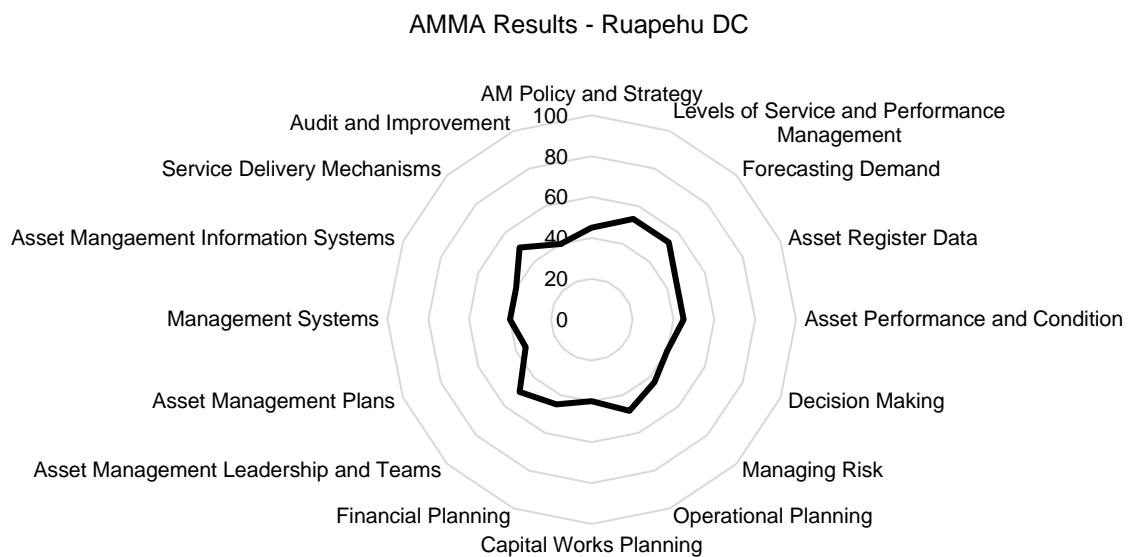 AMMA Results - Ruapehu DC
AM Policy and Strategy
Levels of Service and Performance
Management
Forecasting Demand
Asset Register Data
Asset Performance and Condition
Decision Making
Managing Risk
Operational Planning
Capital Works Planning
Financial Planning
Asset Management Leadership and Teams
Asset Management Plans
Management Systems
Asset Mangaement Information Systems
Service Delivery Mechanisms
Audit and Improvement
100
80
60
40
20
0